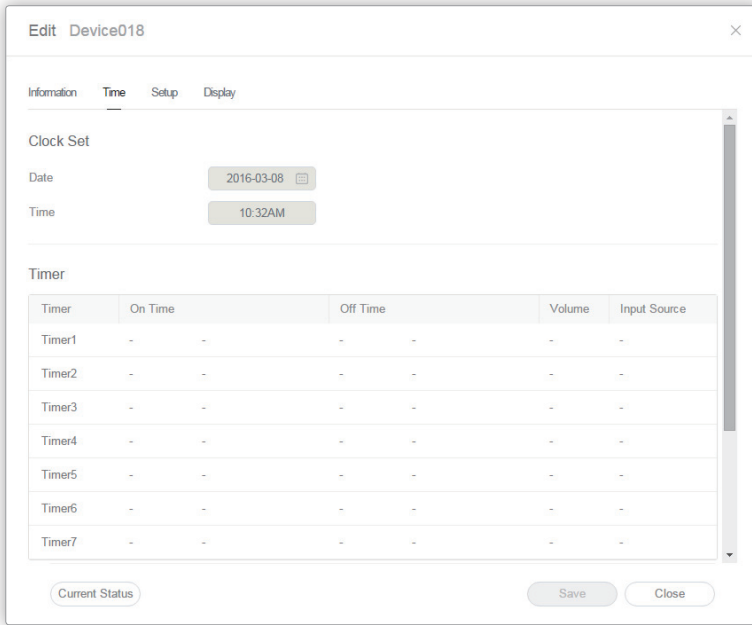 Edit Device018
Information Time Setup Display
Clock Set
Date 2016-03-08
Time 10:32AM
Timer
Timer On Time Off Time Volume Input Source
Timer1 - - - - - -
Timer2 - - - - - -
Timer3 - - - - - -
Timer4 - - - - - -
Timer5 - - - - - -
Timer6 - - - - - -
Timer7 - - - - - -
Current Status Save Close